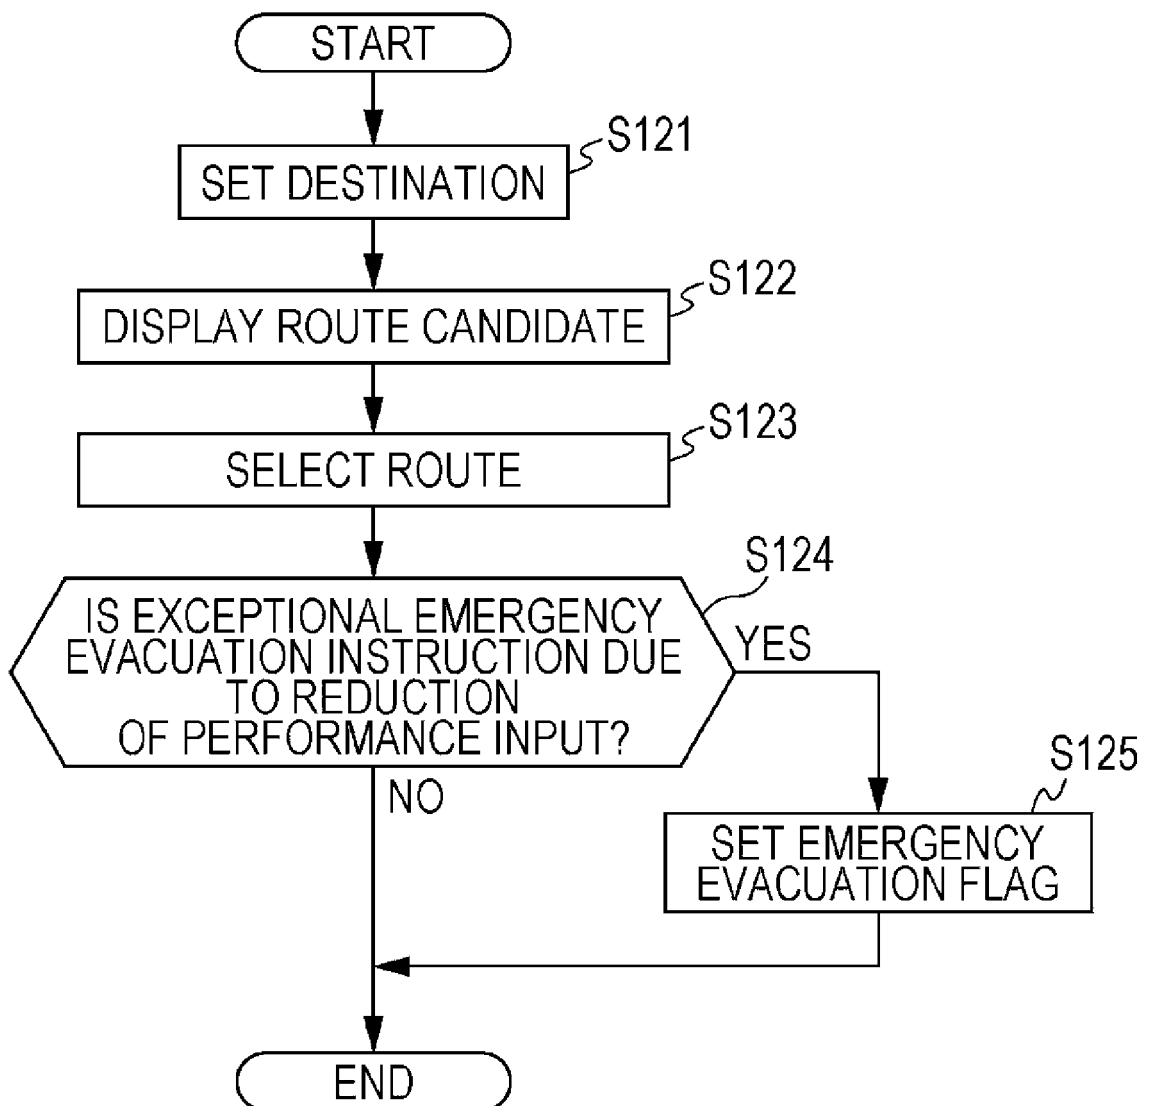 START
S121
SET DESTINATION
S122
DISPLAY ROUTE CANDIDATE
S123
SELECT ROUTE
S124
IS EXCEPTIONAL EMERGENCY
EVACUATION INSTRUCTION DUE
TO REDUCTION
OF PERFORMANCE INPUT?
YES
NO
S125
SET EMERGENCY
EVACUATION FLAG
END